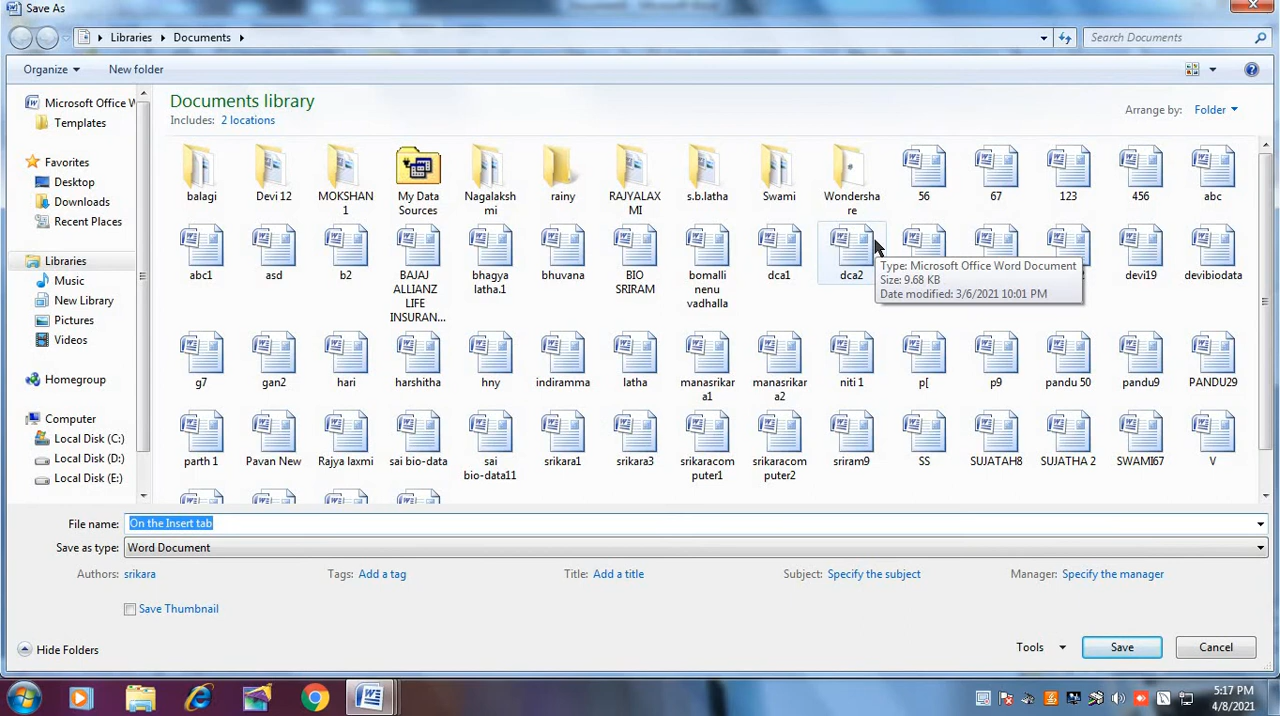 Save As
Libraries
Documents
Search Documents
Organize
New folder
Microsoft Office W
Templates
Favorites
Desktop
Downloads
Recent Places
Libraries
Music
New Library
Pictures
Videos
Homegroup
Computer
Local Disk (C:)
Local Disk (D:)
Local Disk (E:)
Documents library
Includes: 2 locations
Arrange by: Folder
balagi
Devi 12
MOKSHAN
1
My Data
Sources
Nagalaksh
mi
rainy
RAJYALAX
MI
s.b.latha
Swami
Wondersha
re
56
67
123
456
abc
abc1
asd
b2
BAJAJ
ALLIANZ
LIFE
INSURAN...
bhagya
latha.1
bhuvana
BIO
SRIRAM
bomalli
nenu
vadhalla
dca1
dca2
Type: Microsoft Office Word Document
Size: 9.68 KB
Date modified: 3/6/2021 10:01 PM
devi19
devibiodata
g7
gan2
hari
harshitha
hny
indiramma
latha
manasrikar
a1
manasrikar
a2
niti 1
p[
p9
pandu 50
pandu9
PANDU29
parth 1
Pavan New
Rajya laxmi
sai bio-data
sai
bio-data11
srikara1
srikara3
srikaracom
puter1
srikaracom
puter2
sriram9
SS
SUJATAH8
SUJATHA 2
SWAMI67
V
File name: On the Insert tab
Save as type: Word Document
Authors: srikara
Tags: Add a tag
Title: Add a title
Subject: Specify the subject
Manager: Specify the manager
Save Thumbnail
Hide Folders
Tools
Save
Cancel
5:17 PM
4/8/2021